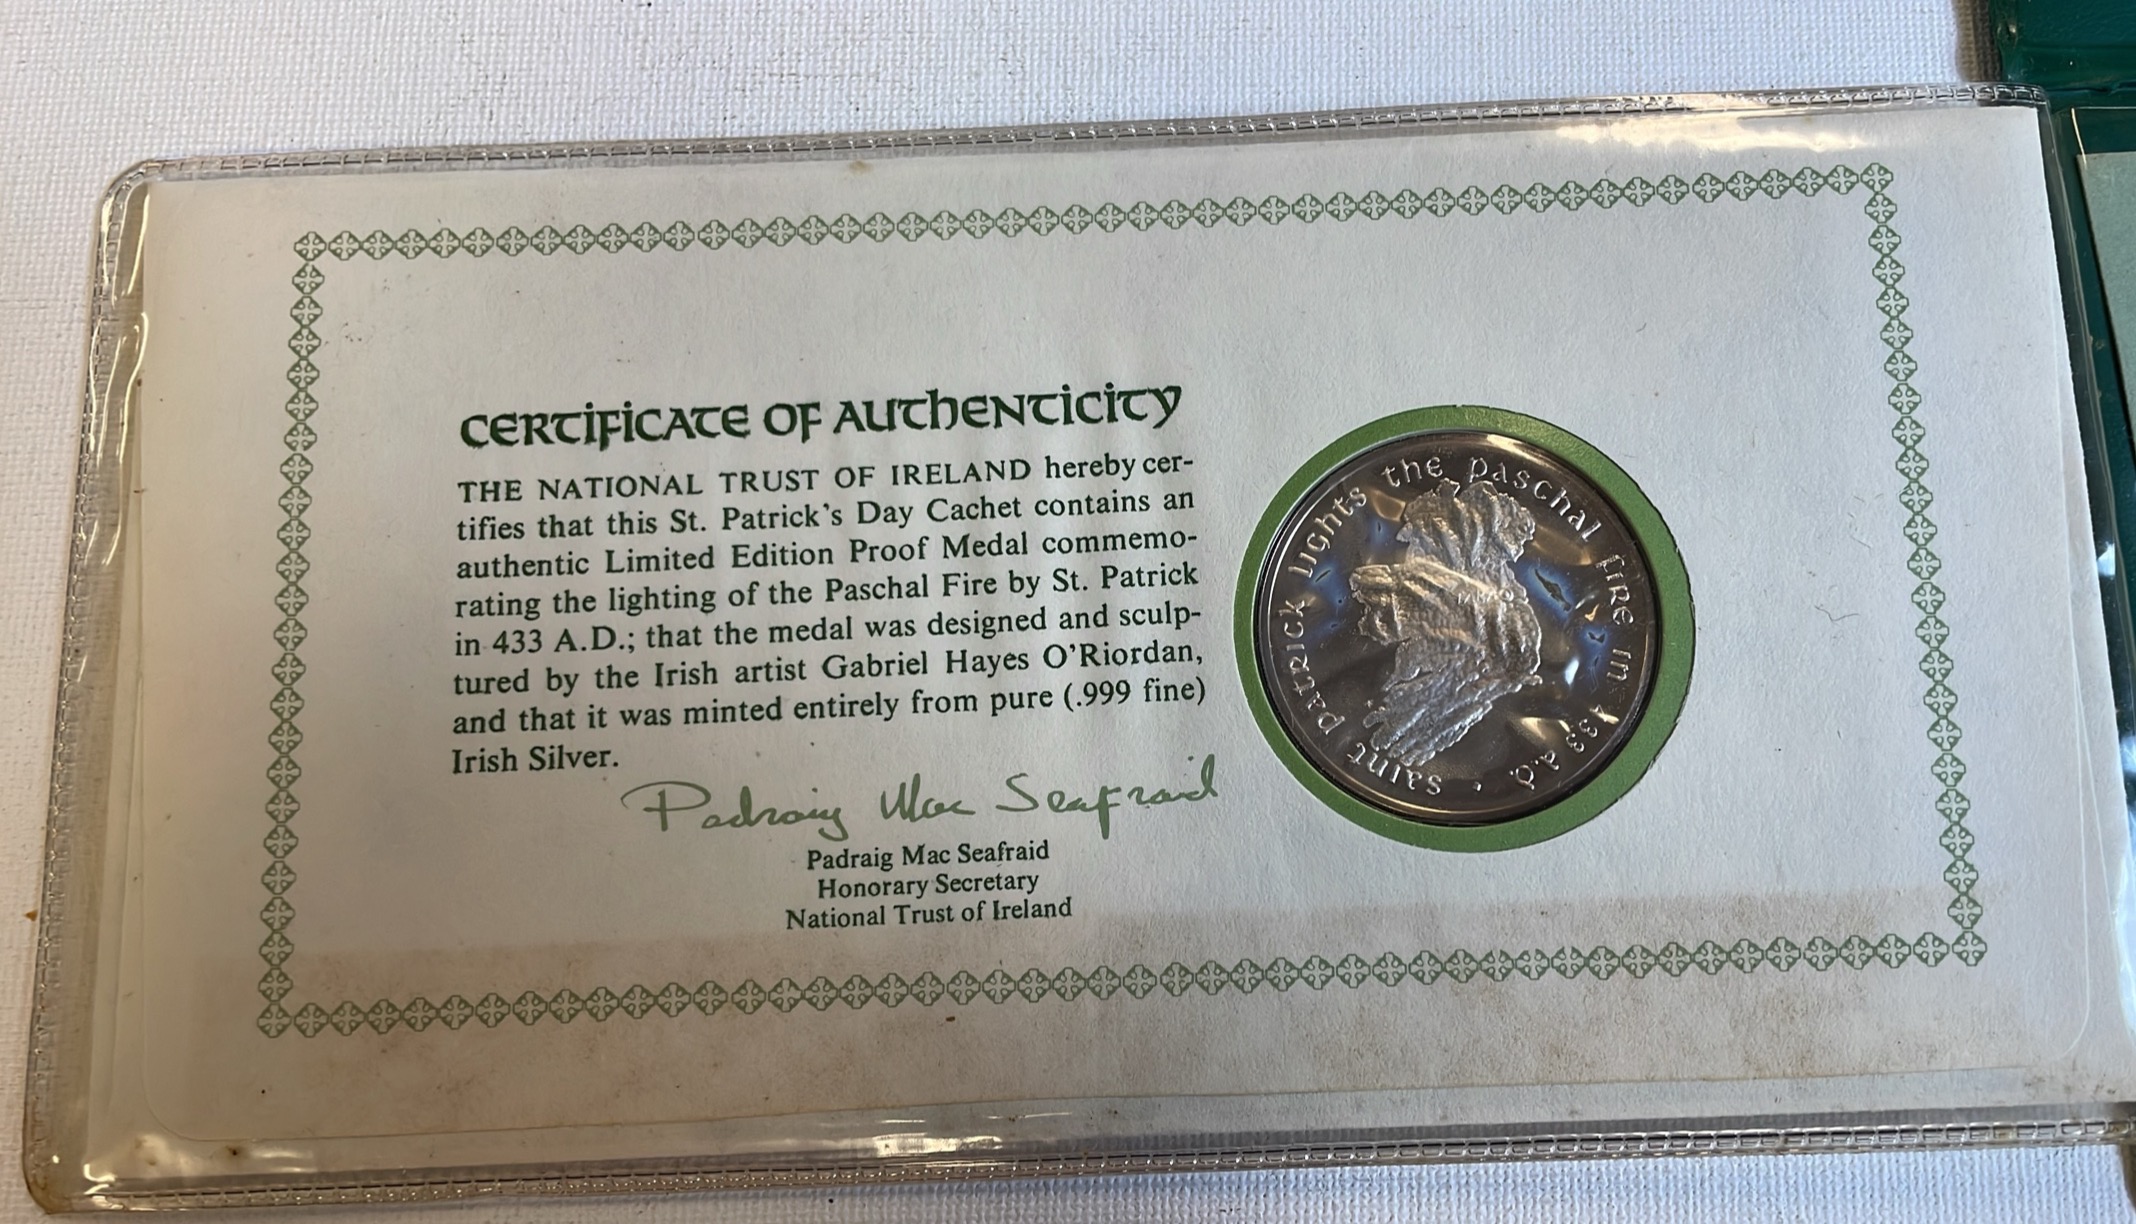 CERTIFICATE OF AUTHENTICITY
THE NATIONAL TRUST OF IRELAND hereby cer-
tifies that this St. Patrick's Day Cachet contains an
authentic Limited Edition Proof Medal commemo-
rating the lighting of the Paschal Fire by St. Patrick
in 433 A.D.; that the medal was designed and sculp-
tured by the Irish artist Gabriel Hayes O'Riordan,
and that it was minted entirely from pure (.999 fine)
Irish Silver.
Padraig Mac Seafraid
Padraig Mac Seafraid
Honorary Secretary
National Trust of Ireland
saint patrick lights the paschal fire in 433 a.d.